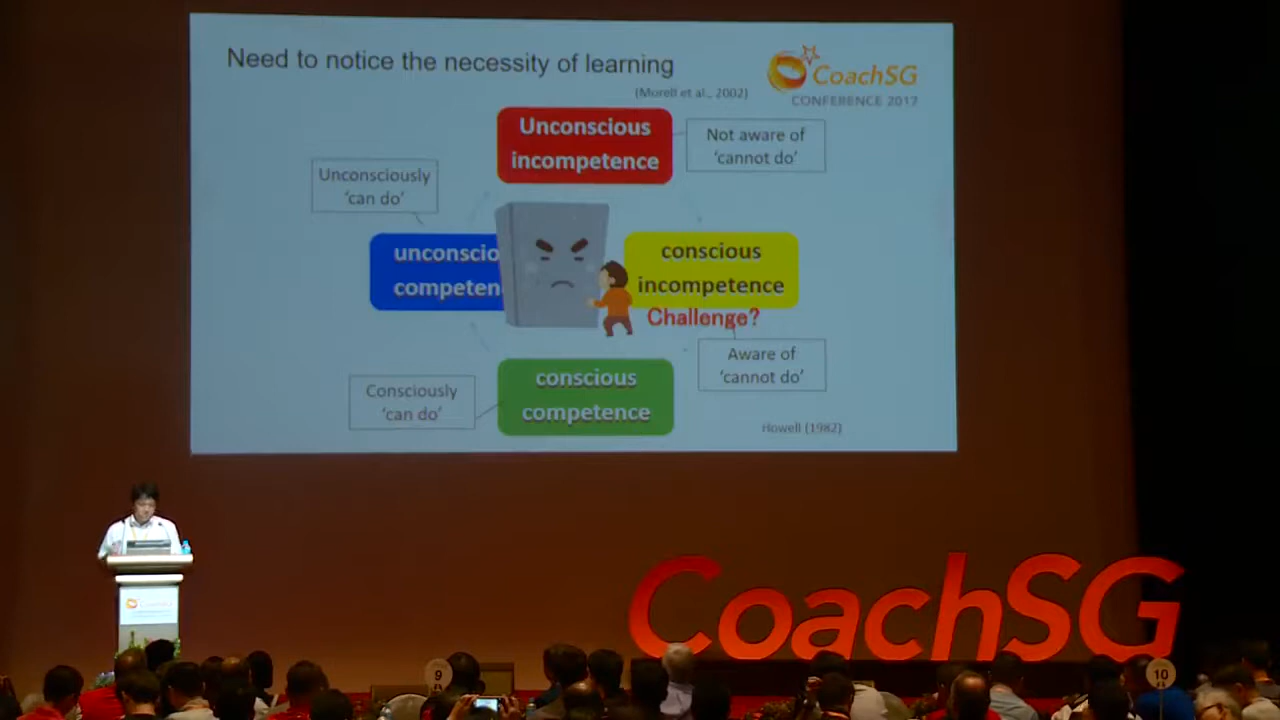 Need to notice the necessity of learning
CoachSG
CONFERENCE 2017
(Morell et al., 2002)
Unconscious
incompetence
Not aware of
‘cannot do’
Unconsciously
‘can do’
unconscio
competen
conscious
incompetence
Challenge?
Aware of
‘cannot do’
Consciously
‘can do’
conscious
competence
Howell (1982)
CoachSG
9
10